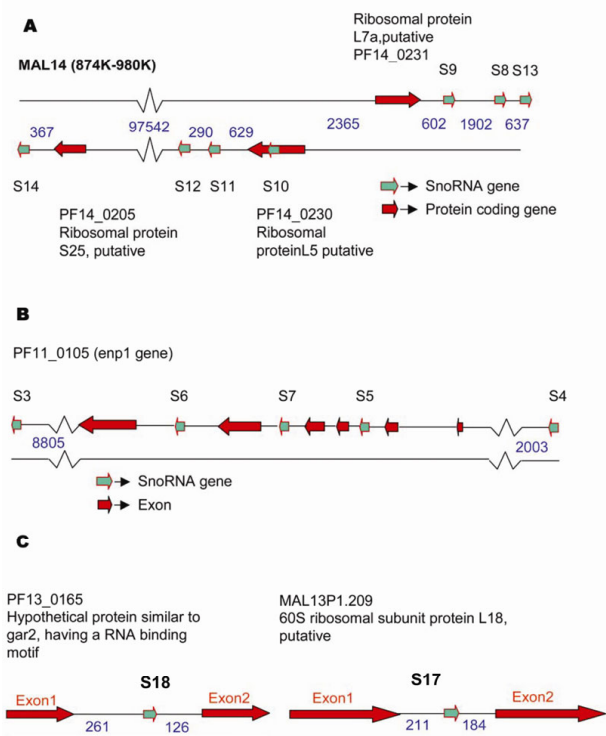 A
Ribosomal protein
L7a,putative
PF14_0231
MAL14 (874K-980K)
S9 S8 S13
367 97542 290 629 2365 602 1902 637
S14 S12 S11 S10
SnoRNA gene
Protein coding gene
PF14_0205
Ribosomal protein
S25, putative
PF14_0230
Ribosomal
proteinL5 putative
B
PF11_0105 (enp1 gene)
S3 S6 S7 S5 S4
8805 2003
SnoRNA gene
Exon
C
PF13_0165
Hypothetical protein similar to
gar2, having a RNA binding
motif
MAL13P1.209
60S ribosomal subunit protein L18,
putative
S18 S17
Exon1 Exon2 Exon1 Exon2
261 126 211 184